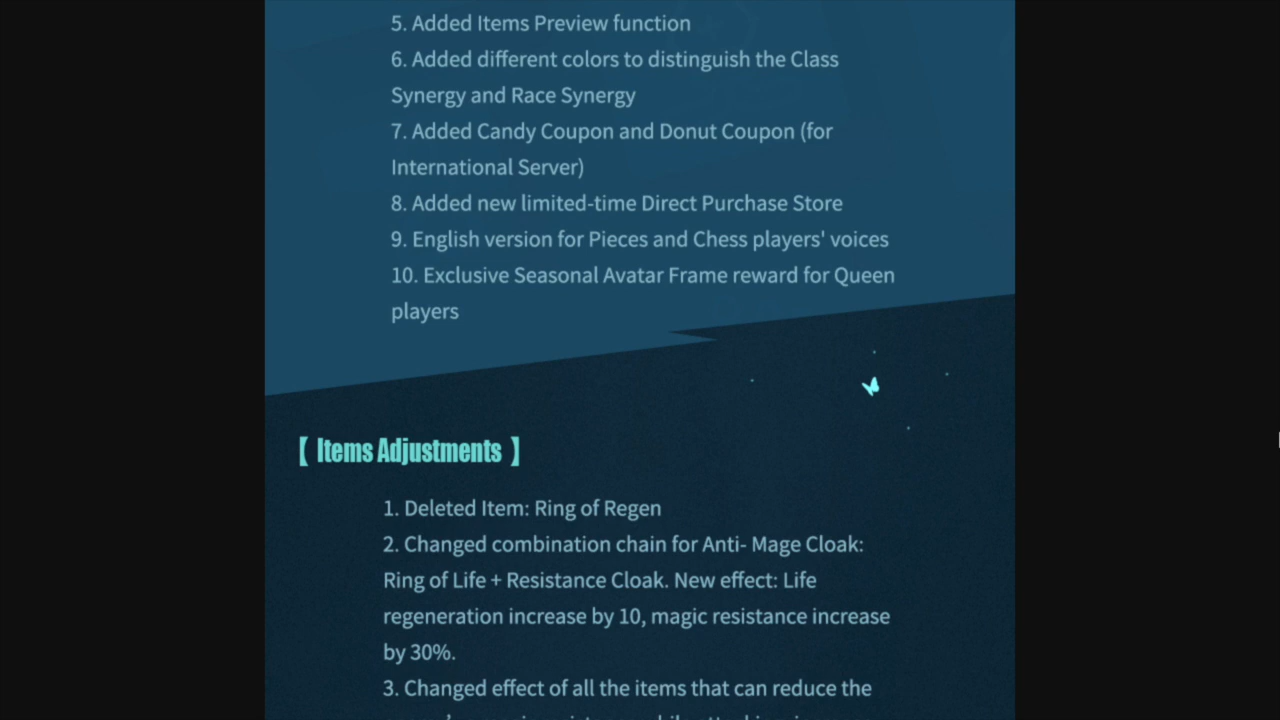 5. Added Items Preview function
6. Added different colors to distinguish the Class
Synergy and Race Synergy
7. Added Candy Coupon and Donut Coupon (for
International Server)
8. Added new limited-time Direct Purchase Store
9. English version for Pieces and Chess players' voices
10. Exclusive Seasonal Avatar Frame reward for Queen
players
【 Items Adjustments 】
1. Deleted Item: Ring of Regen
2. Changed combination chain for Anti- Mage Cloak:
Ring of Life + Resistance Cloak. New effect: Life
regeneration increase by 10, magic resistance increase
by 30%.
3. Changed effect of all the items that can reduce the